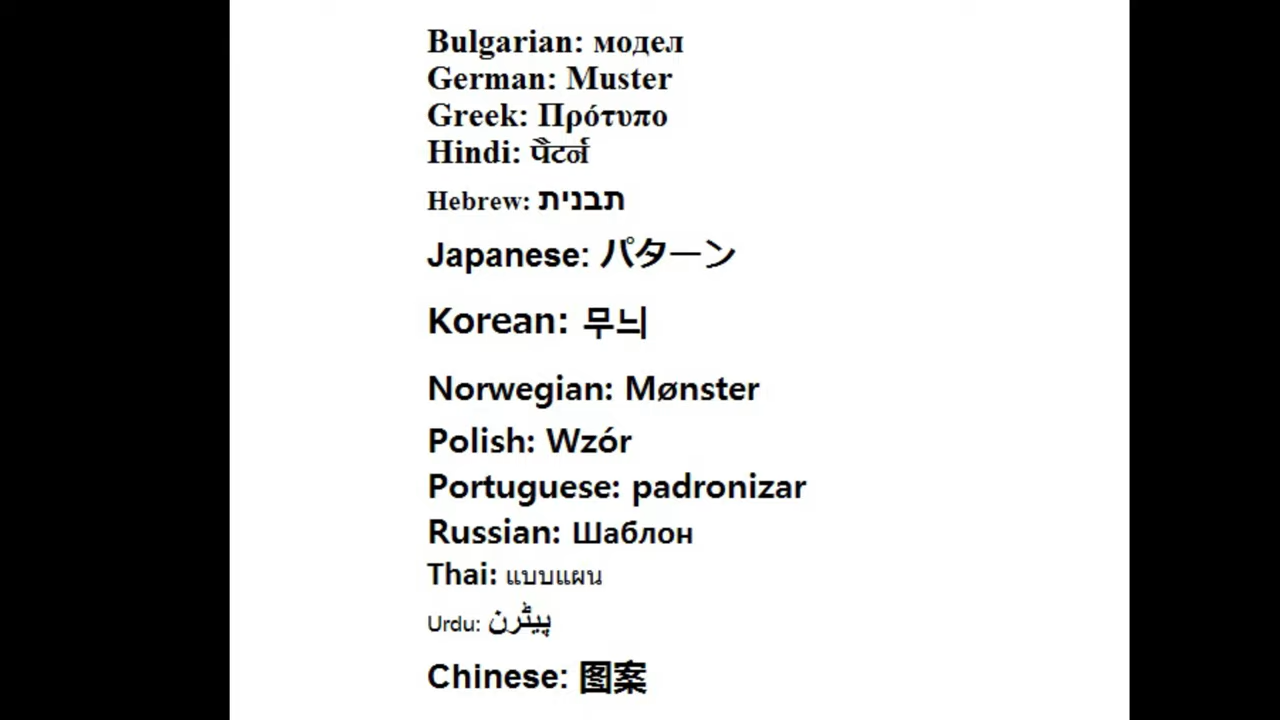 Bulgarian: модел
German: Muster
Greek: Πρότυπο
Hindi: पैटर्न
Hebrew: תבנית
Japanese: パターン
Korean: 무늬
Norwegian: Mønster
Polish: Wzór
Portuguese: padronizar
Russian: Шаблон
Thai: แบบแผน
Urdu: پیٹرن
Chinese: 图案